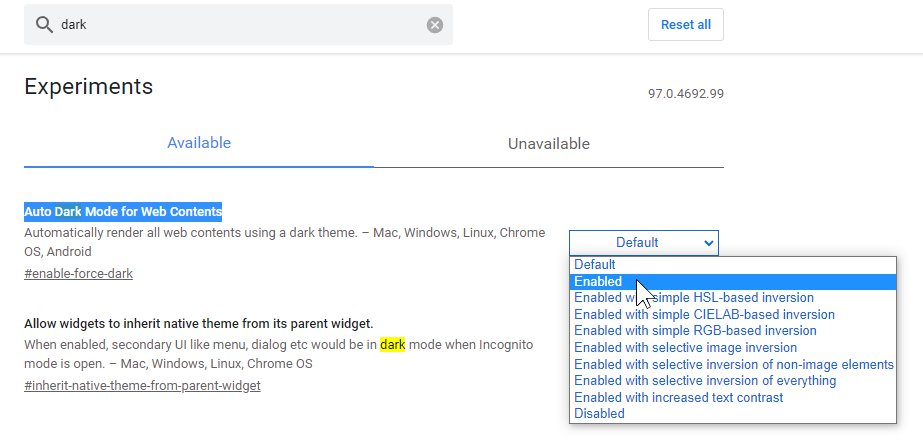 dark
Reset all
Experiments
97.0.4692.99
Available
Unavailable
Auto Dark Mode for Web Contents
Automatically render all web contents using a dark theme. – Mac, Windows, Linux, Chrome
OS, Android
#enable-force-dark
Default
Default
Enabled
Enabled with simple HSL-based inversion
Enabled with simple CIELAB-based inversion
Enabled with simple RGB-based inversion
Enabled with selective image inversion
Enabled with selective inversion of non-image elements
Enabled with selective inversion of everything
Enabled with increased text contrast
Disabled
Allow widgets to inherit native theme from its parent widget.
When enabled, secondary UI like menu, dialog etc would be in dark mode when Incognito
mode is open. – Mac, Windows, Linux, Chrome OS
#inherit-native-theme-from-parent-widget